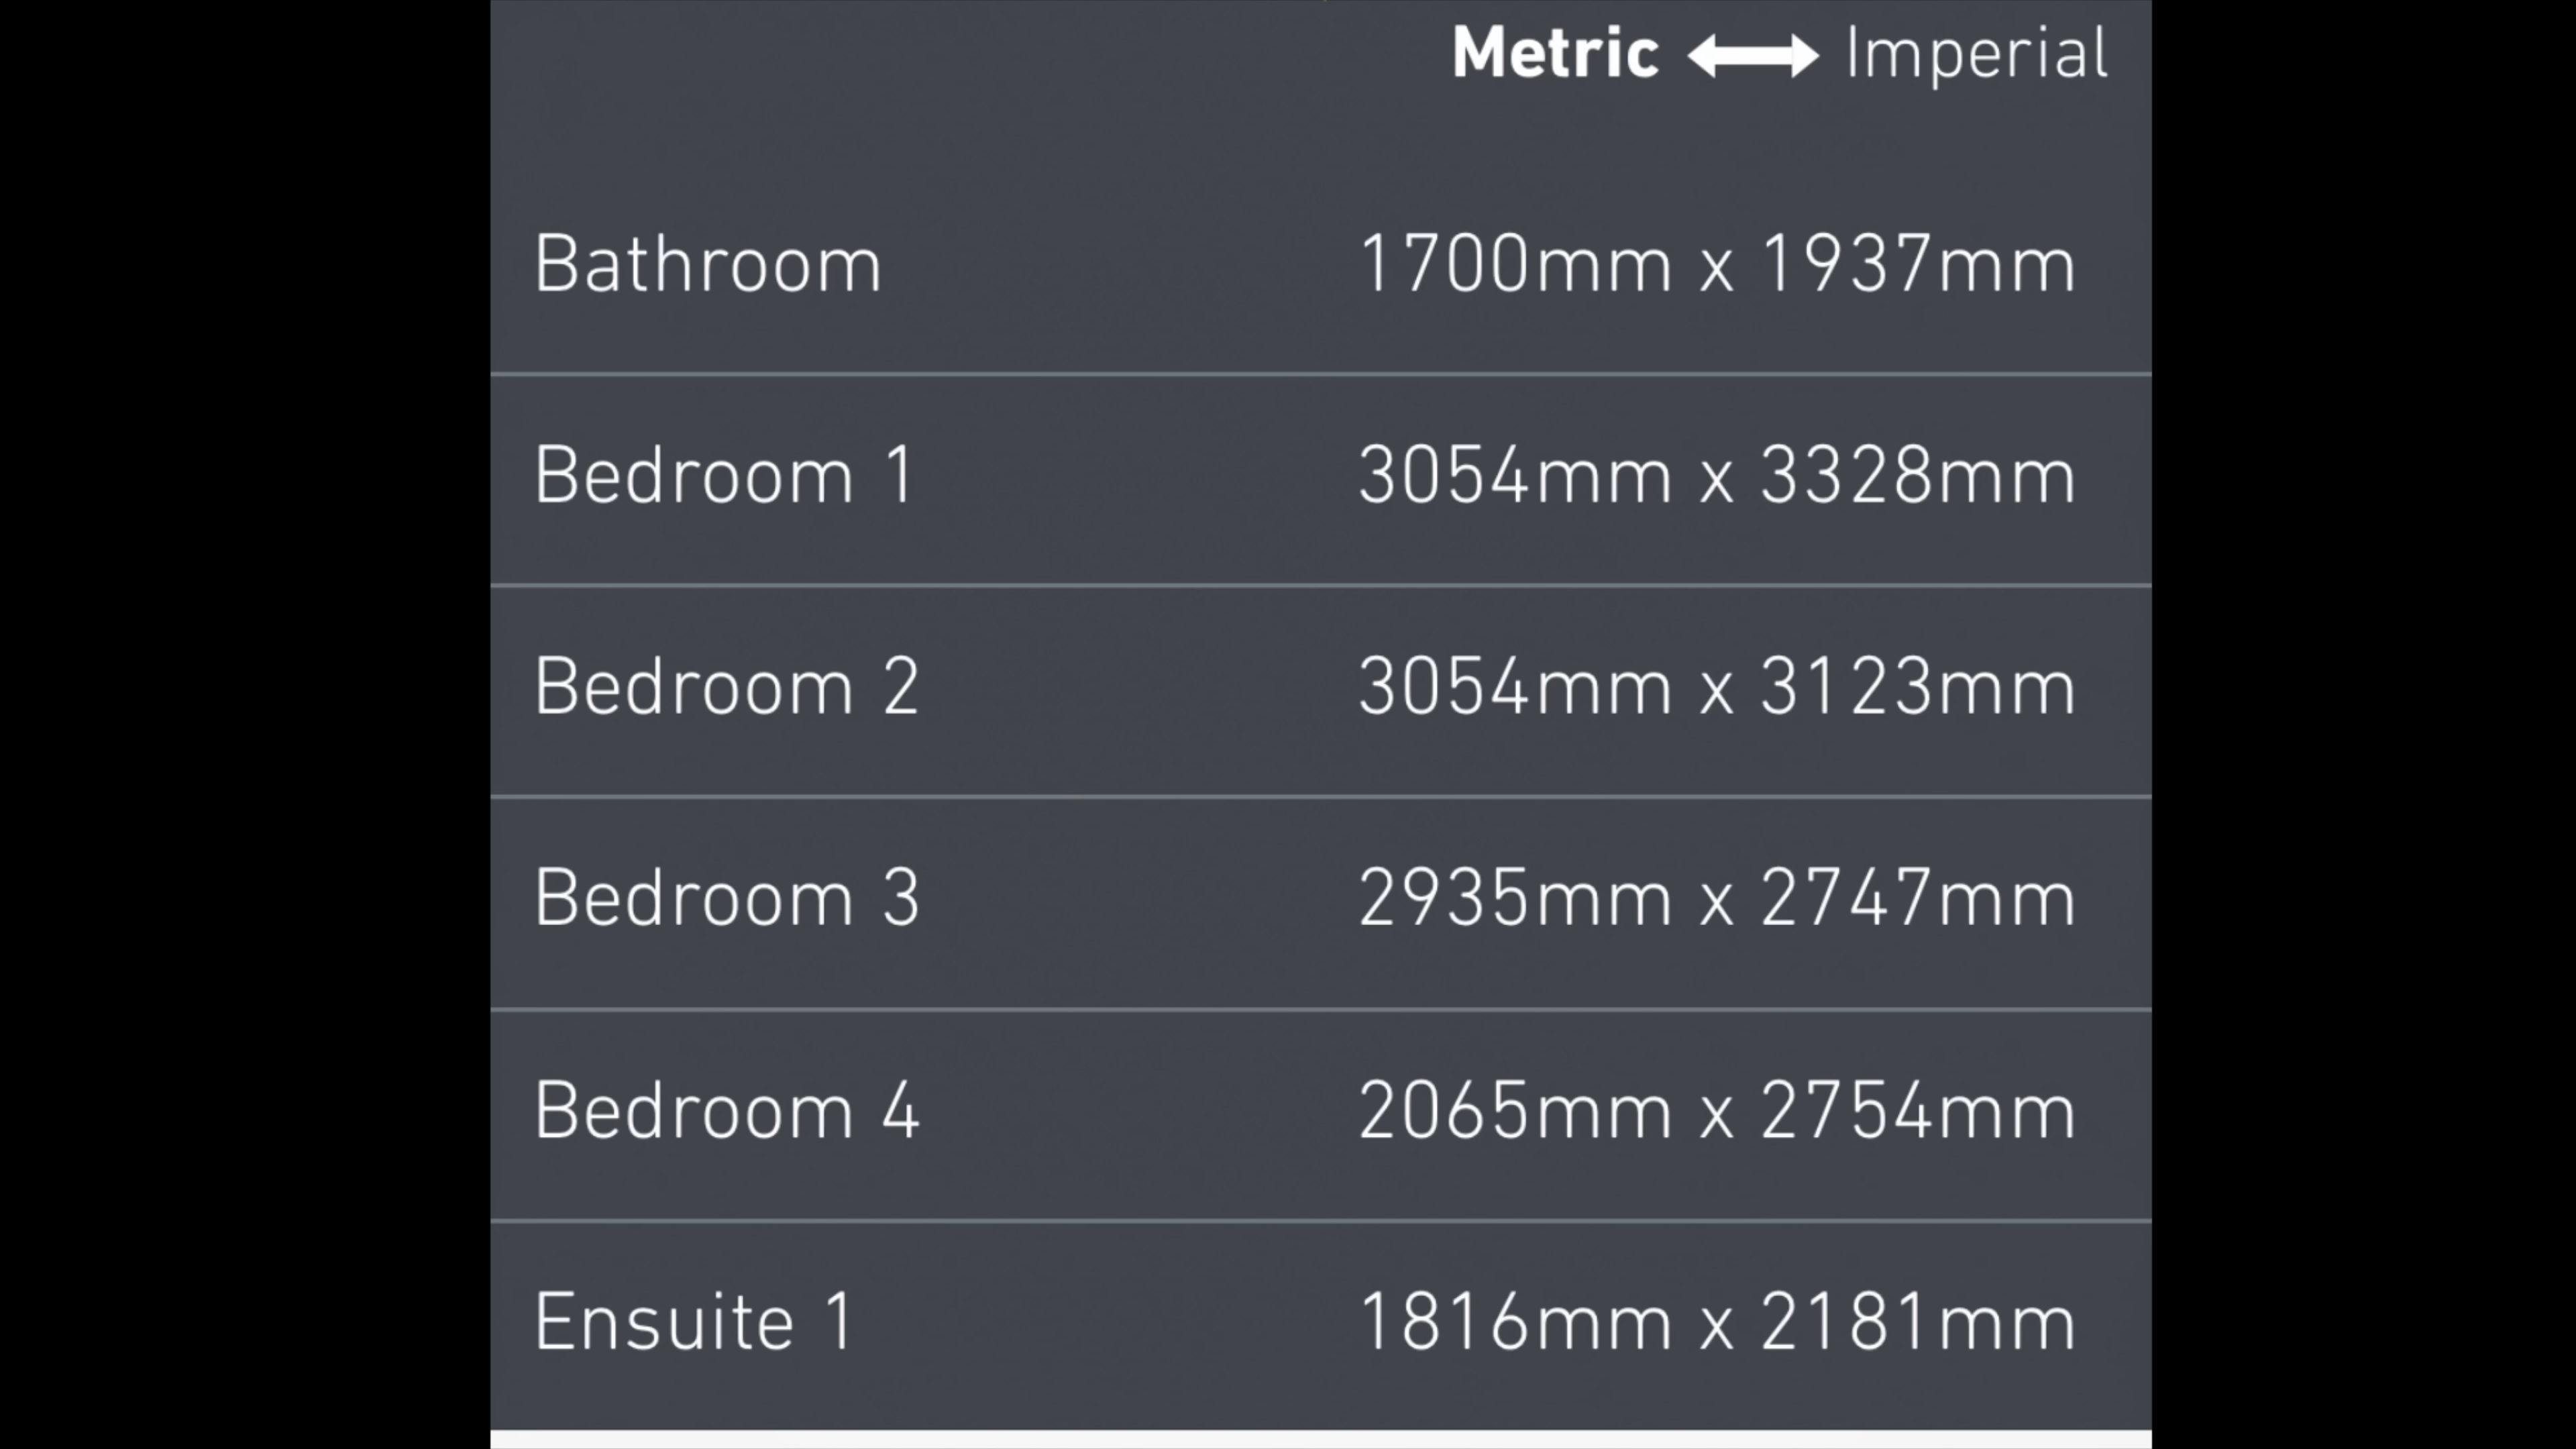 Metric ⟷ Imperial
Bathroom 1700mm x 1937mm
Bedroom 1 3054mm x 3328mm
Bedroom 2 3054mm x 3123mm
Bedroom 3 2935mm x 2747mm
Bedroom 4 2065mm x 2754mm
Ensuite 1 1816mm x 2181mm